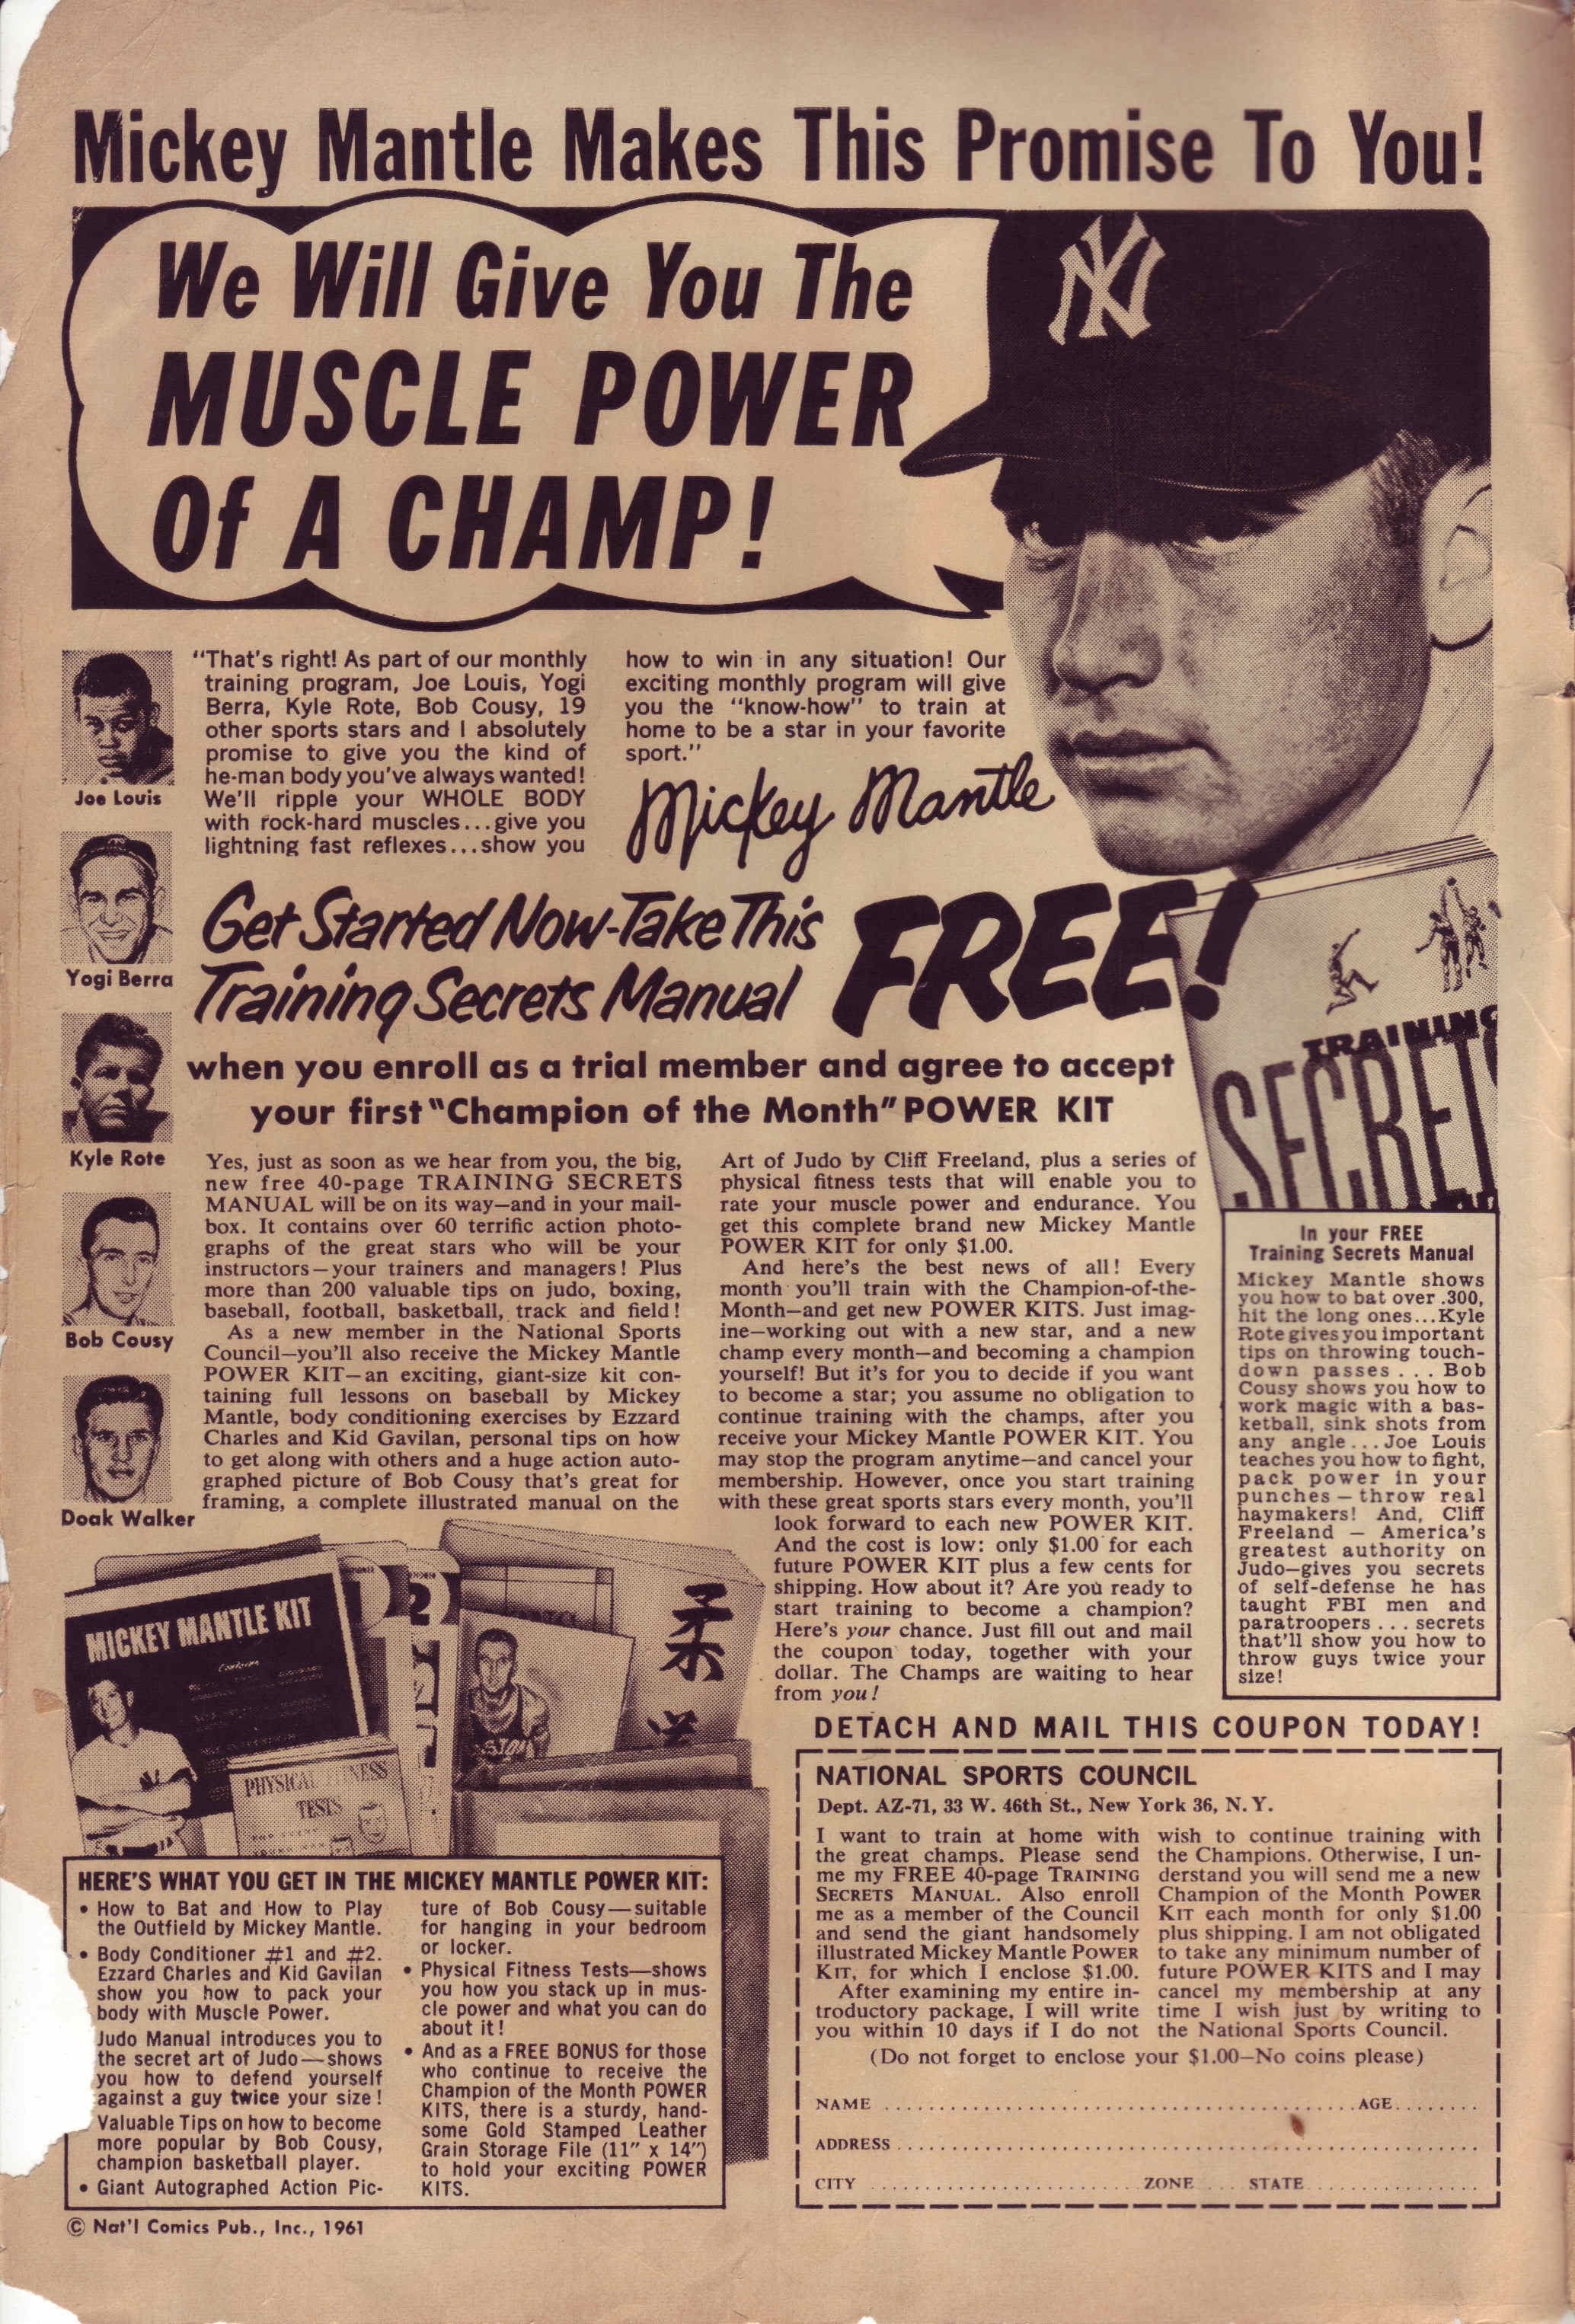 Mickey Mantle Makes This Promise To You!
We Will Give You The
MUSCLE POWER
Of A CHAMP!
NY
"That's right! As part of our monthly
training program, Joe Louis, Yogi
Berra, Kyle Rote, Bob Cousy, 19
other sports stars and I absolutely
promise to give you the kind of
he-man body you've always wanted!
We'll ripple your WHOLE BODY
with rock-hard muscles...give you
lightning fast reflexes...show you
how to win in any situation! Our
exciting monthly program will give
you the "know-how" to train at
home to be a star in your favorite
sport."
Mickey Mantle
Joe Louis
Yogi Berra
Kyle Rote
Bob Cousy
Doak Walker
Get Started Now-Take This
Training Secrets Manual
FREE!
when you enroll as a trial member and agree to accept
your first "Champion of the Month" POWER KIT
TRAINING
SECRETS
Yes, just as soon as we hear from you, the big,
new free 40-page TRAINING SECRETS
MANUAL will be on its way—and in your mail-
box. It contains over 60 terrific action photo-
graphs of the great stars who will be your
instructors—your trainers and managers! Plus
more than 200 valuable tips on judo, boxing,
baseball, football, basketball, track and field!
As a new member in the National Sports
Council—you'll also receive the Mickey Mantle
POWER KIT—an exciting, giant-size kit con-
taining full lessons on baseball by Mickey
Mantle, body conditioning exercises by Ezzard
Charles and Kid Gavilan, personal tips on how
to get along with others and a huge action auto-
graphed picture of Bob Cousy that's great for
framing, a complete illustrated manual on the
Art of Judo by Cliff Freeland, plus a series of
physical fitness tests that will enable you to
rate your muscle power and endurance. You
get this complete brand new Mickey Mantle
POWER KIT for only $1.00.
And here's the best news of all! Every
month you'll train with the Champion-of-the-
Month—and get new POWER KITS. Just imag-
ine—working out with a new star, and a new
champ every month—and becoming a champion
yourself! But it's for you to decide if you want
to become a star; you assume no obligation to
continue training with the champs, after you
receive your Mickey Mantle POWER KIT. You
may stop the program anytime—and cancel your
membership. However, once you start training
with these great sports stars every month, you'll
look forward to each new POWER KIT.
And the cost is low: only $1.00 for each
future POWER KIT plus a few cents for
shipping. How about it? Are you ready to
start training to become a champion?
Here's your chance. Just fill out and mail
the coupon today, together with your
dollar. The Champs are waiting to hear
from you!
In your FREE
Training Secrets Manual
Mickey Mantle shows
you how to bat over .300,
hit the long ones...Kyle
Rote gives you important
tips on throwing touch-
down passes . . . Bob
Cousy shows you how to
work magic with a bas-
ketball, sink shots from
any angle...Joe Louis
teaches you how to fight,
pack power in your
punches — throw real
haymakers! And, Cliff
Freeland — America's
greatest authority on
Judo—gives you secrets
of self-defense he has
taught FBI men and
paratroopers . . . secrets
that'll show you how to
throw guys twice your
size!
MICKEY MANTLE KIT
2
柔
PHYSICAL FITNESS
TESTS
HERE'S WHAT YOU GET IN THE MICKEY MANTLE POWER KIT:
• How to Bat and How to Play
the Outfield by Mickey Mantle.
• Body Conditioner #1 and #2.
Ezzard Charles and Kid Gavilan
show you how to pack your
body with Muscle Power.
Judo Manual introduces you to
the secret art of Judo—shows
you how to defend yourself
against a guy twice your size!
Valuable Tips on how to become
more popular by Bob Cousy,
champion basketball player.
• Giant Autographed Action Pic-
ture of Bob Cousy—suitable
for hanging in your bedroom
or locker.
• Physical Fitness Tests—shows
you how you stack up in mus-
cle power and what you can do
about it!
• And as a FREE BONUS for those
who continue to receive the
Champion of the Month POWER
KITS, there is a sturdy, hand-
some Gold Stamped Leather
Grain Storage File (11" x 14")
to hold your exciting POWER
KITS.
DETACH AND MAIL THIS COUPON TODAY!
NATIONAL SPORTS COUNCIL
Dept. AZ-71, 33 W. 46th St., New York 36, N.Y.
I want to train at home with
the great champs. Please send
me my FREE 40-page TRAINING
SECRETS MANUAL. Also enroll
me as a member of the Council
and send the giant handsomely
illustrated Mickey Mantle POWER
KIT, for which I enclose $1.00.
After examining my entire in-
troductory package, I will write
you within 10 days if I do not
wish to continue training with
the Champions. Otherwise, I un-
derstand you will send me a new
Champion of the Month POWER
KIT each month for only $1.00
plus shipping. I am not obligated
to take any minimum number of
future POWER KITS and I may
cancel my membership at any
time I wish just by writing to
the National Sports Council.
(Do not forget to enclose your $1.00—No coins please)
NAME AGE
ADDRESS
CITY ZONE STATE
© Nat'l Comics Pub., Inc., 1961